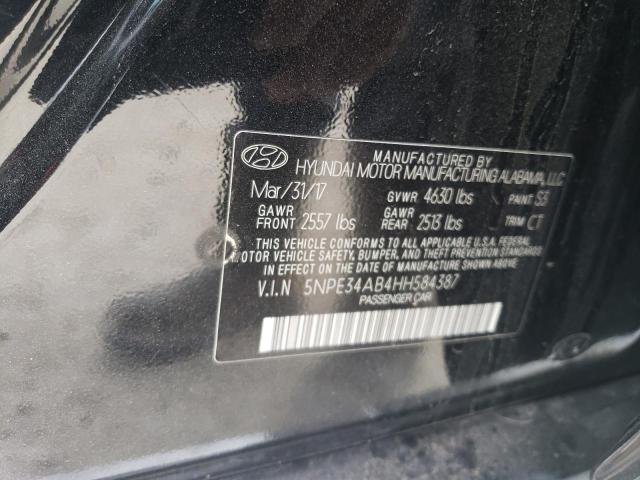 MANUFACTURED BY
HYUNDAI MOTOR MANUFACTURING ALABAMA, LLC
Mar/31/17 GVWR 4630 lbs PAINT S3
GAWR FRONT 2557 lbs GAWR REAR 2513 lbs TRIM CT
THIS VEHICLE CONFORMS TO ALL APPLICABLE U.S.A. FEDERAL
MOTOR VEHICLE SAFETY, BUMPER, AND THEFT PREVENTION STANDARDS
IN EFFECT ON THE DATE OF MANUFACTURE SHOWN ABOVE.
V.I.N 5NPE34AB4HH584387
PASSENGER CAR